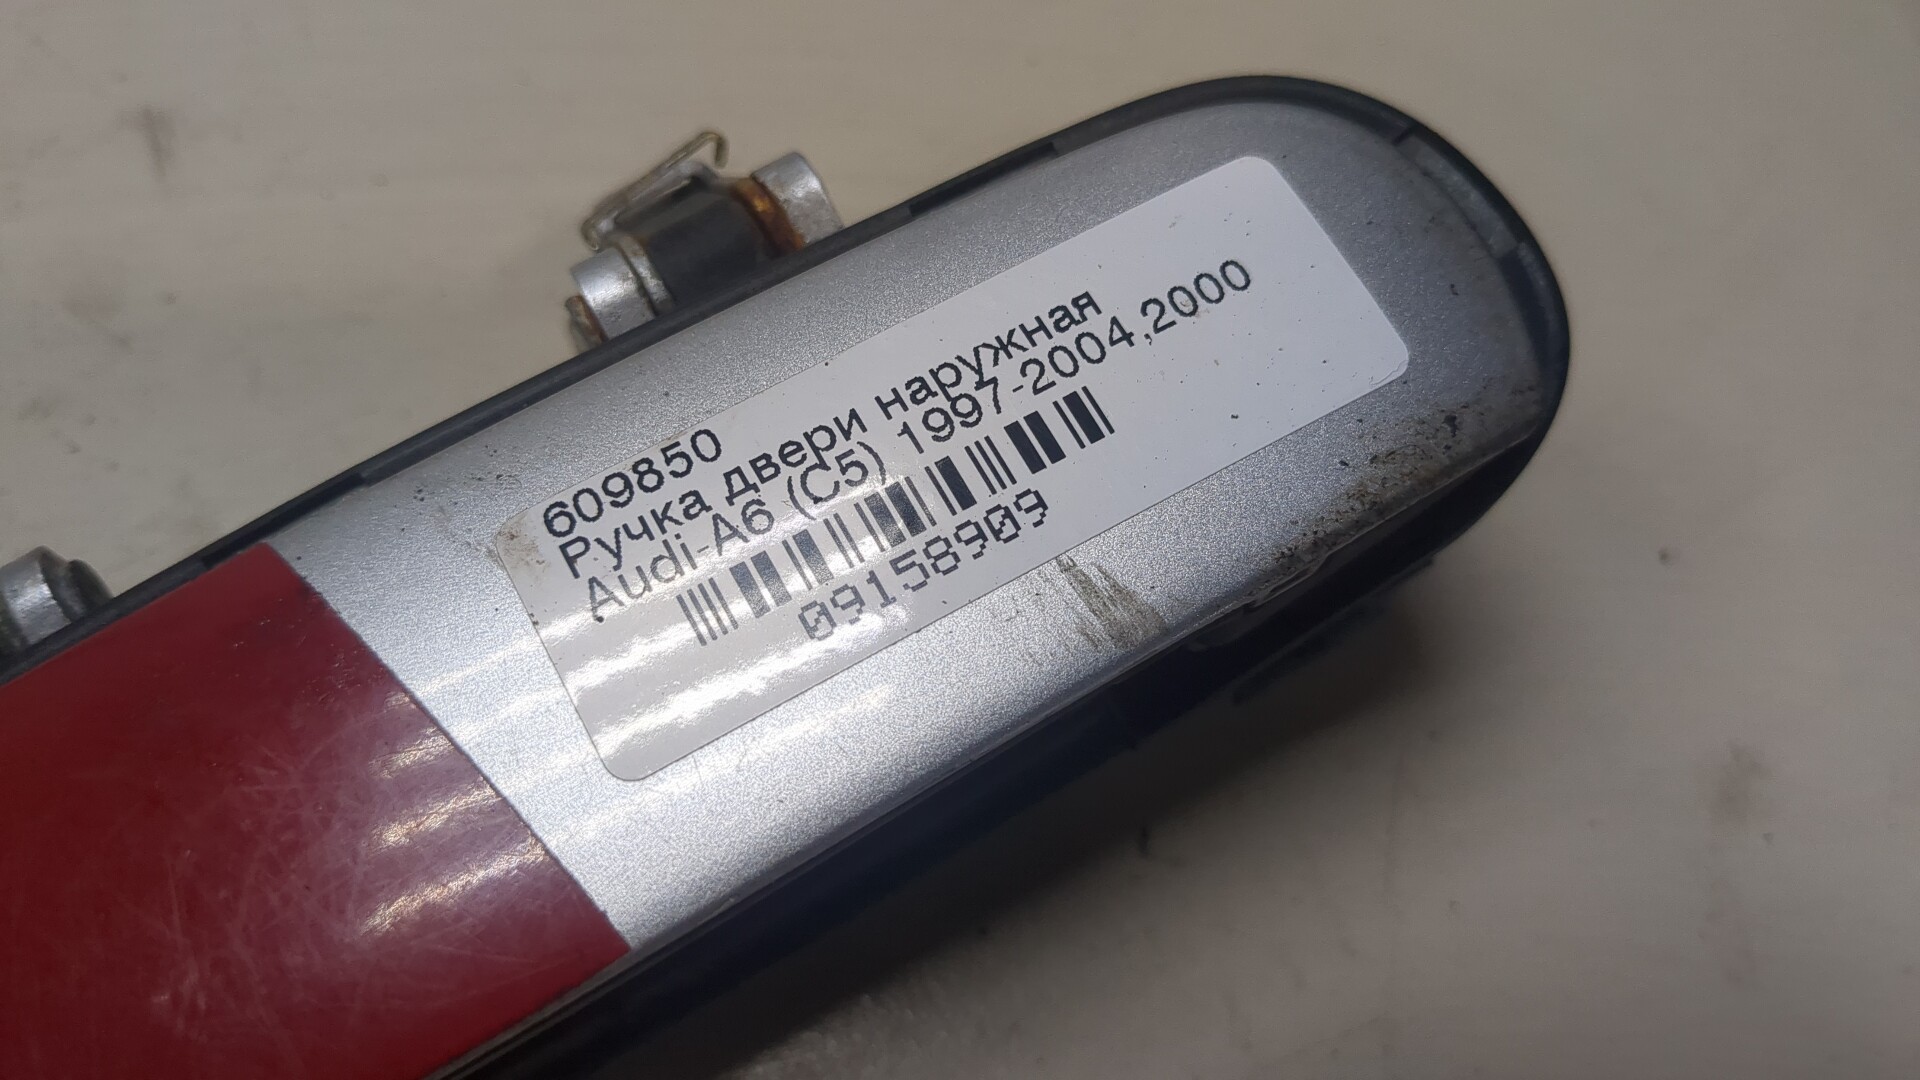 609850
Ручка двери наружная
Audi-A6 (C5) 1997-2004,2000
09158909